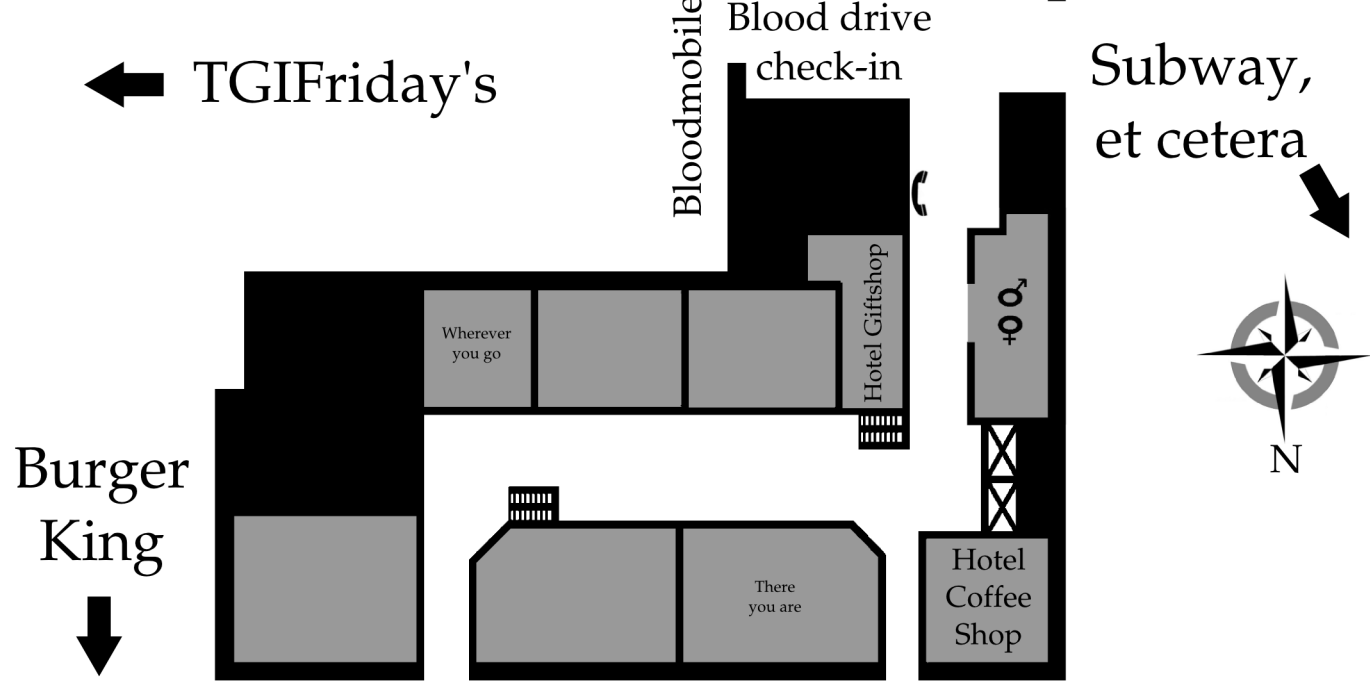 Bloodmobile
Blood drive
check-in
TGIFriday's
Subway,
et cetera
Hotel Giftshop
Wherever
you go
Burger
King
N
There
you are
Hotel
Coffee
Shop